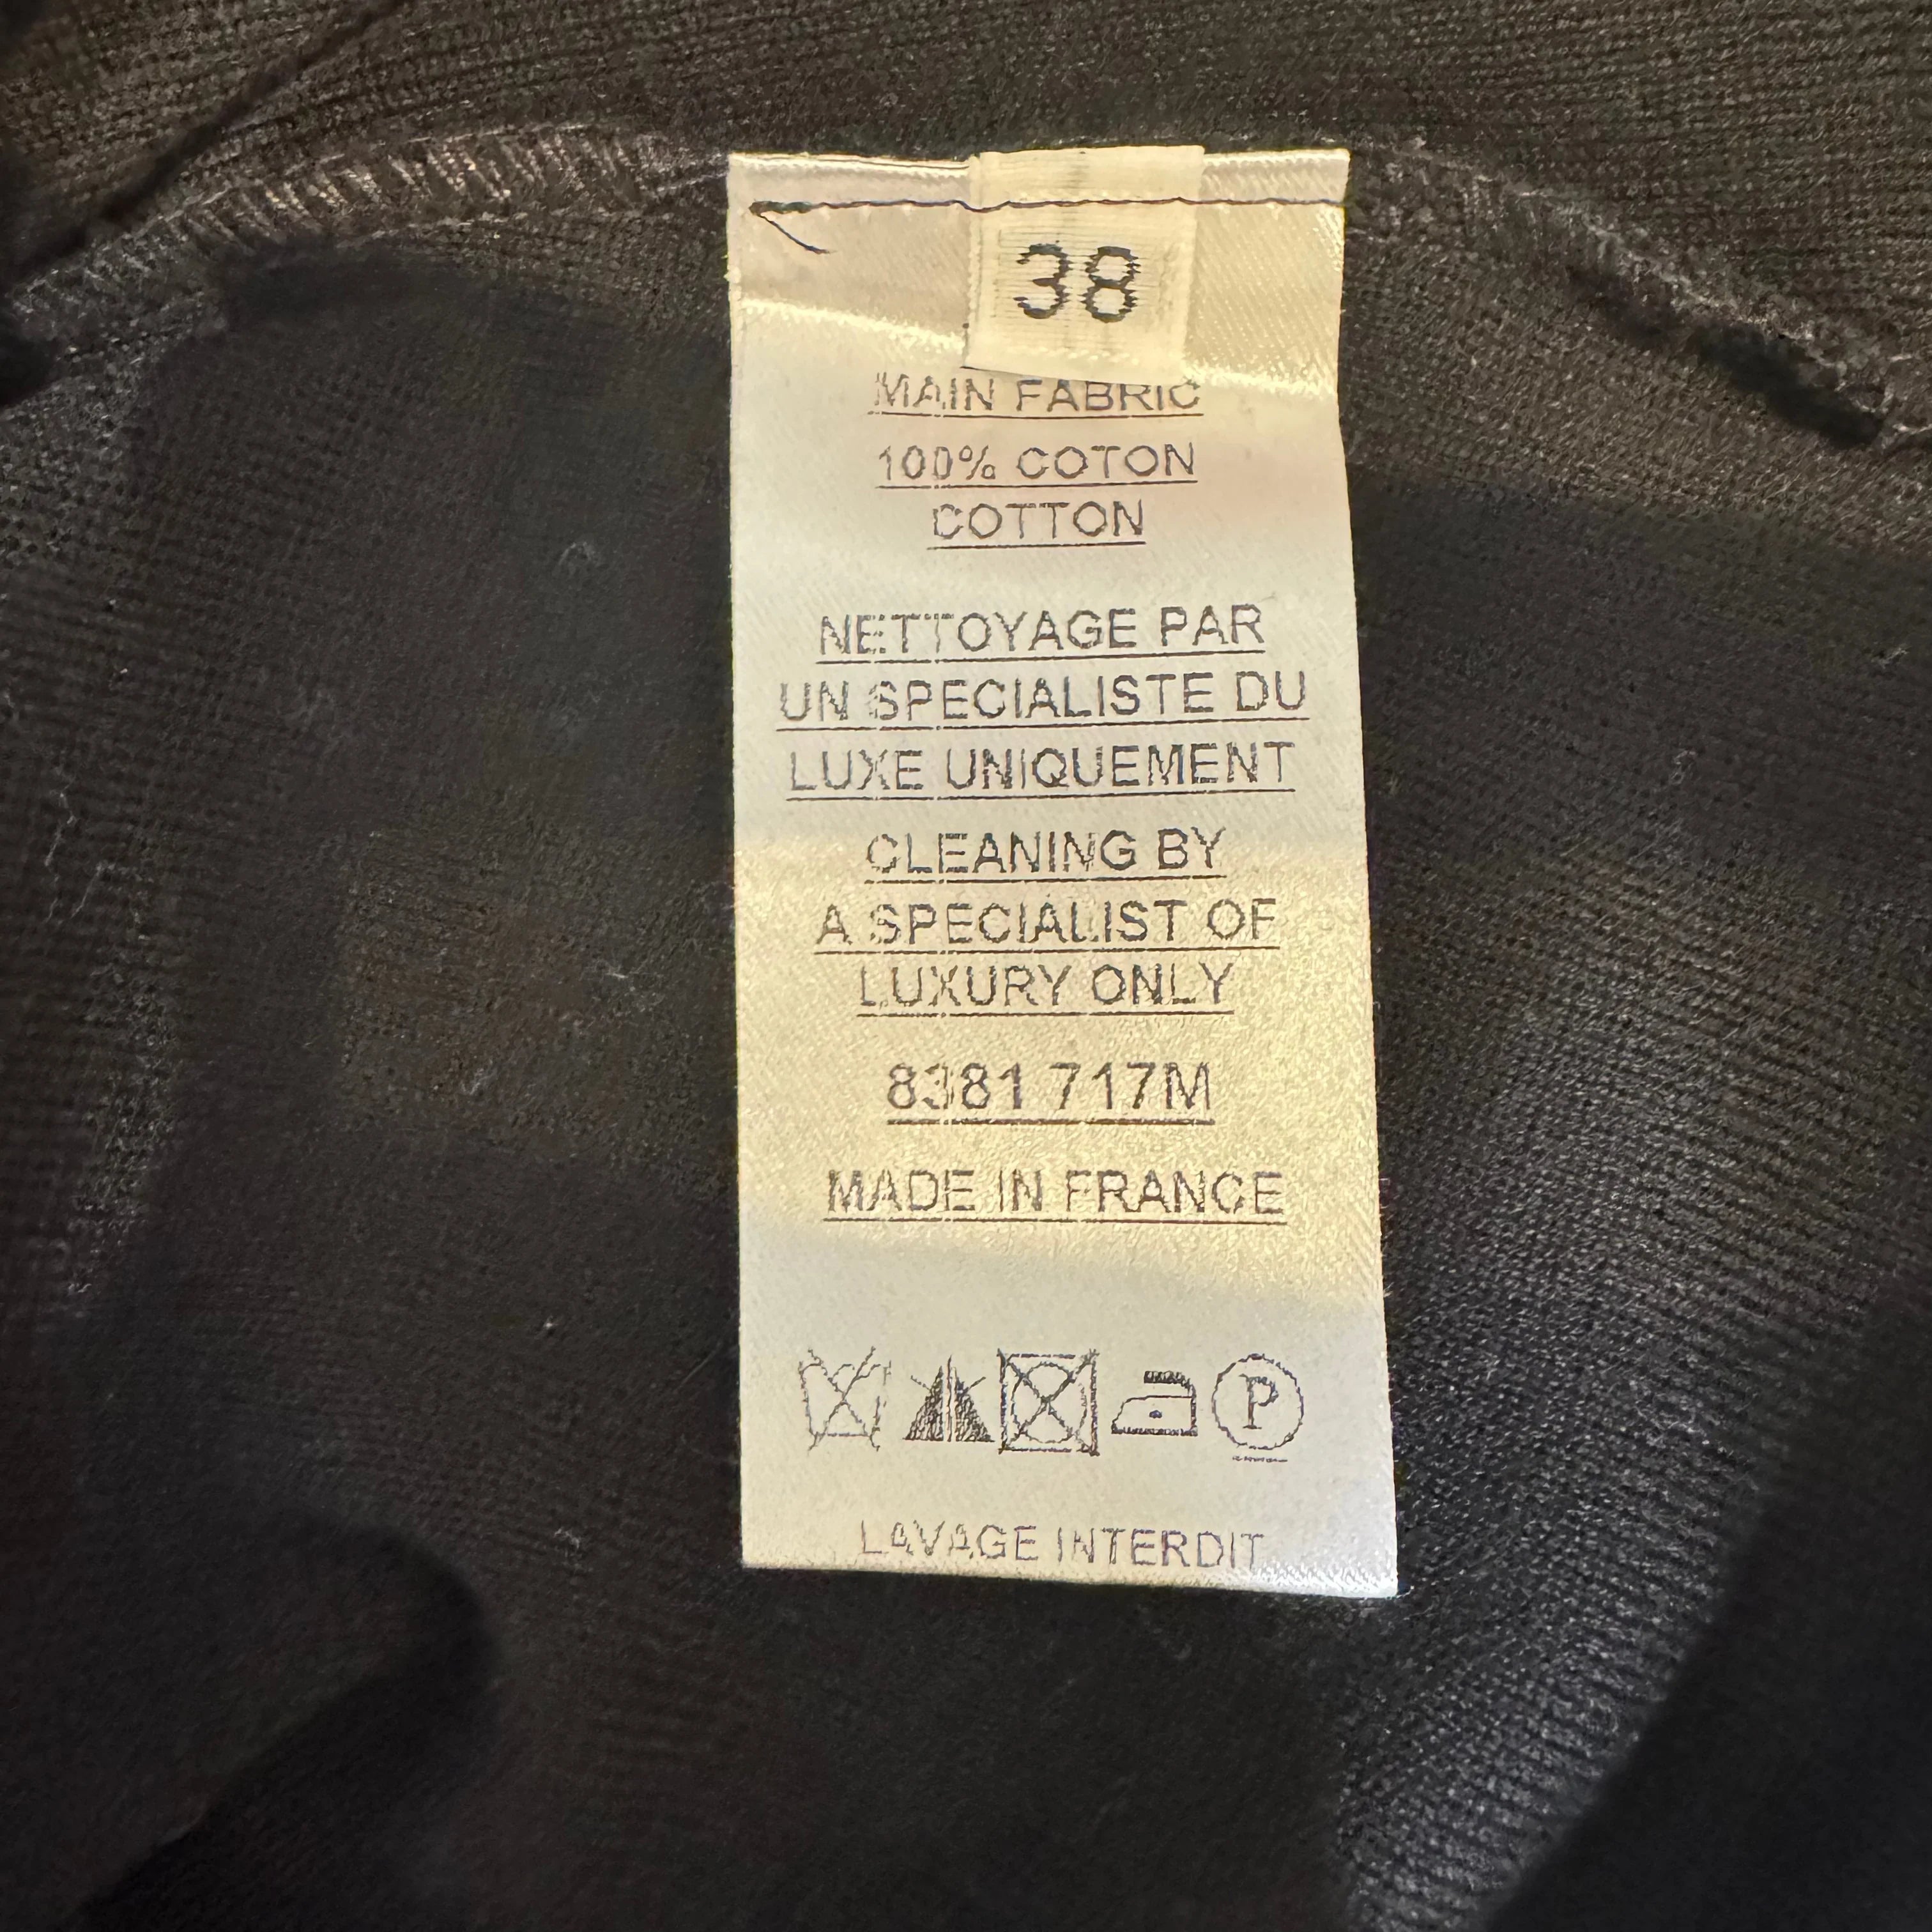 38
MAIN FABRIC
100% COTON
COTTON
NETTOYAGE PAR
UN SPECIALISTE DU
LUXE UNIQUEMENT
CLEANING BY
A SPECIALIST OF
LUXURY ONLY
8381 717M
MADE IN FRANCE
P
LAVAGE INTERDIT